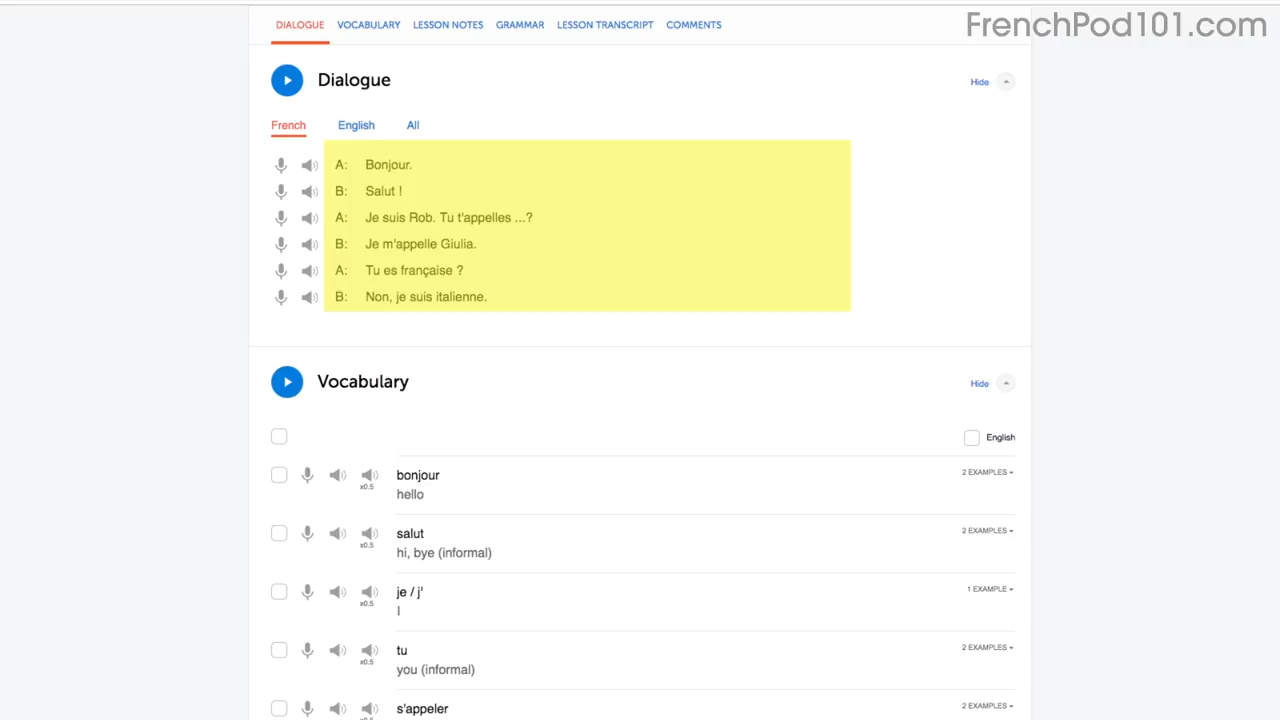 FrenchPod101.com
DIALOGUE VOCABULARY LESSON NOTES GRAMMAR LESSON TRANSCRIPT COMMENTS
Dialogue
Hide
French English All
A: Bonjour.
B: Salut !
A: Je suis Rob. Tu t'appelles ...?
B: Je m'appelle Giulia.
A: Tu es française ?
B: Non, je suis italienne.
Vocabulary
Hide
English
bonjour
2 EXAMPLES
x0.5
hello
salut
2 EXAMPLES
x0.5
hi, bye (informal)
je / j'
1 EXAMPLE
x0.5
I
tu
2 EXAMPLES
x0.5
you (informal)
s'appeler
2 EXAMPLES
x0.5